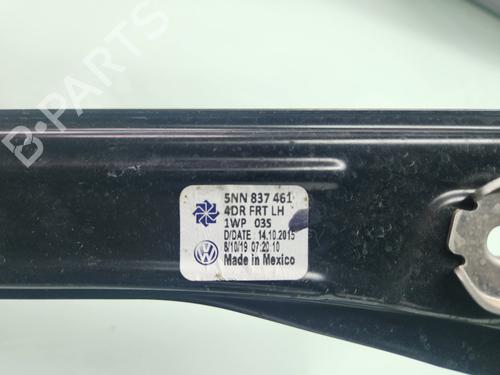 B-PARTS
5NN 837 461
4DR FRT LH
1WP 03S
D/DATE 14.10.2015
8/10/19 07:20:10
Made in Mexico